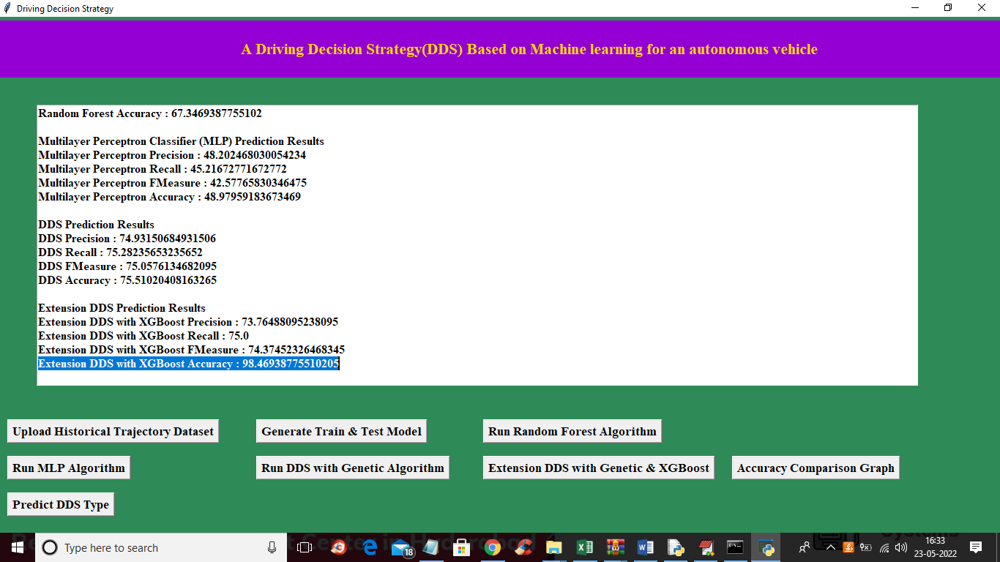 Driving Decision Strategy
A Driving Decision Strategy(DDS) Based on Machine learning for an autonomous vehicle
Random Forest Accuracy : 67.3469387755102
Multilayer Perceptron Classifier (MLP) Prediction Results
Multilayer Perceptron Precision : 48.202468030054234
Multilayer Perceptron Recall : 45.21672771672772
Multilayer Perceptron FMeasure : 42.57765830346475
Multilayer Perceptron Accuracy : 48.97959183673469
DDS Prediction Results
DDS Precision : 74.93150684931506
DDS Recall : 75.28235653235652
DDS FMeasure : 75.0576134682095
DDS Accuracy : 75.51020408163265
Extension DDS Prediction Results
Extension DDS with XGBoost Precision : 73.76488095238095
Extension DDS with XGBoost Recall : 75.0
Extension DDS with XGBoost FMeasure : 74.37452326468345
Extension DDS with XGBoost Accuracy : 98.46938775510205
Upload Historical Trajectory Dataset
Generate Train & Test Model
Run Random Forest Algorithm
Run MLP Algorithm
Run DDS with Genetic Algorithm
Extension DDS with Genetic & XGBoost
Accuracy Comparison Graph
Predict DDS Type
Type here to search
18
Systems
16:33
23-05-2022